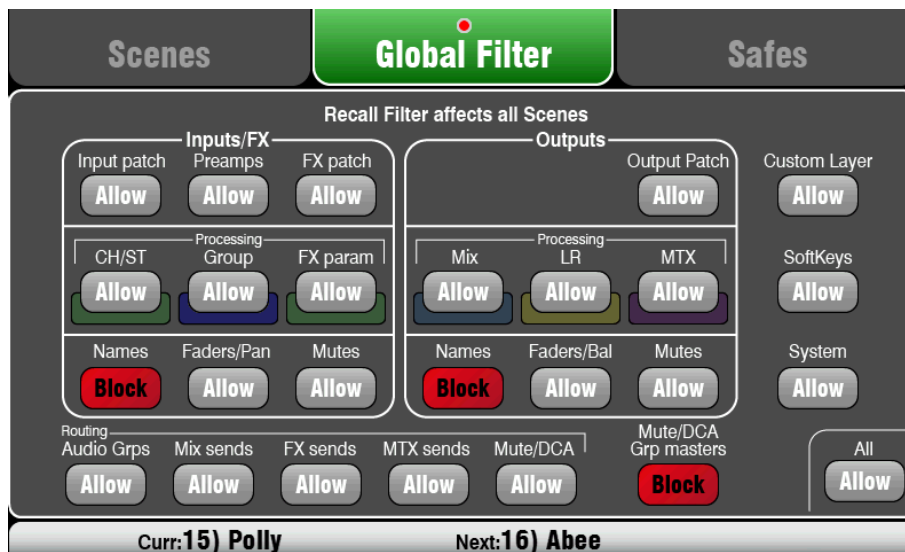 Scenes Global Filter Safes
Recall Filter affects all Scenes
Inputs/FX Outputs
Input patch Preamps FX patch Output Patch Custom Layer
Allow Allow Allow Allow Allow
Processing Processing
CH/ST Group FX param Mix LR MTX SoftKeys
Allow Allow Allow Allow Allow Allow Allow
Names Faders/Pan Mutes Names Faders/Bal Mutes System
Block Allow Allow Block Allow Allow Allow
Routing
Audio Grps Mix sends FX sends MTX sends Mute/DCA Mute/DCA Grp masters All
Allow Allow Allow Allow Allow Block Allow
Curr:15) Polly Next:16) Abee